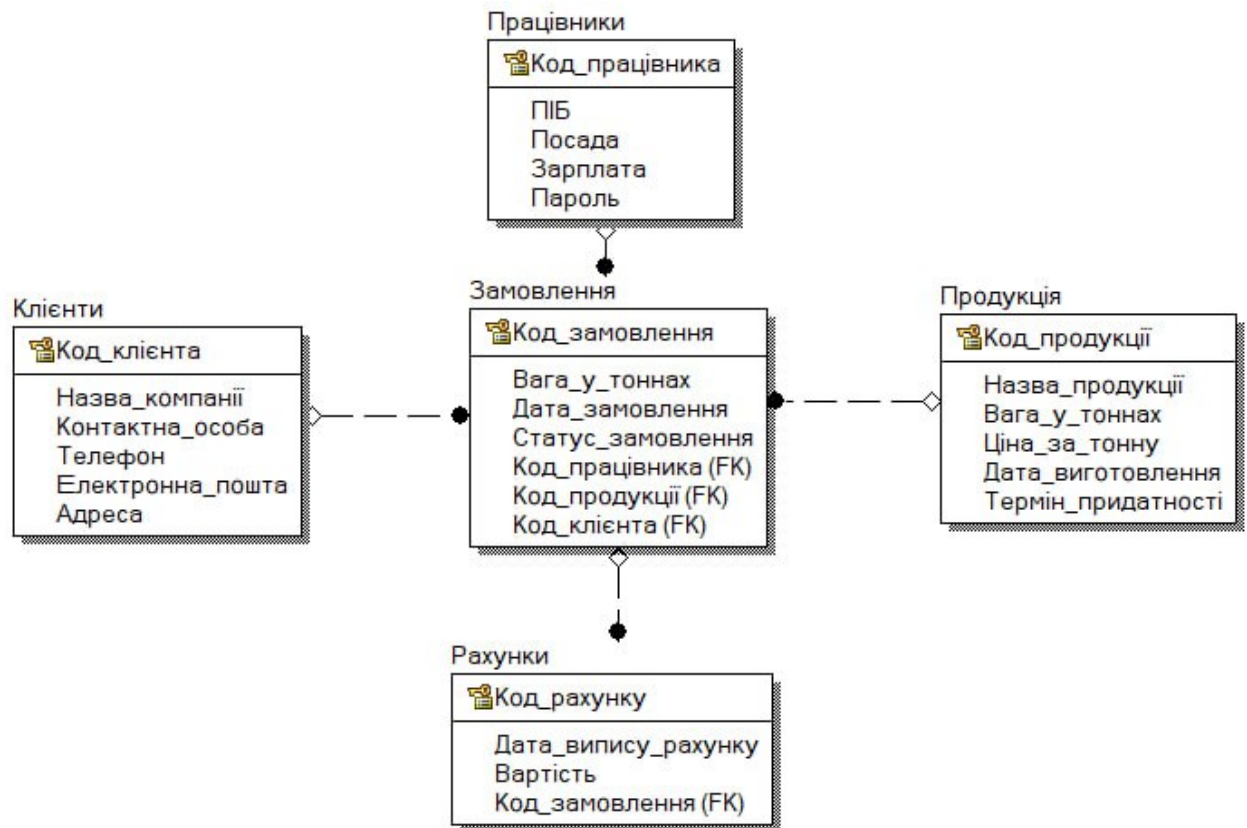 Працівники
Код_працівника
ПІБ
Посада
Зарплата
Пароль
Клієнти
Код_клієнта
Назва_компанії
Контактна_особа
Телефон
Електронна_пошта
Адреса
Замовлення
Код_замовлення
Вага_у_тоннах
Дата_замовлення
Статус_замовлення
Код_працівника (FK)
Код_продукції (FK)
Код_клієнта (FK)
Продукція
Код_продукції
Назва_продукції
Вага_у_тоннах
Ціна_за_тонну
Дата_виготовлення
Термін_придатності
Рахунки
Код_рахунку
Дата_випису_рахунку
Вартість
Код_замовлення (FK)